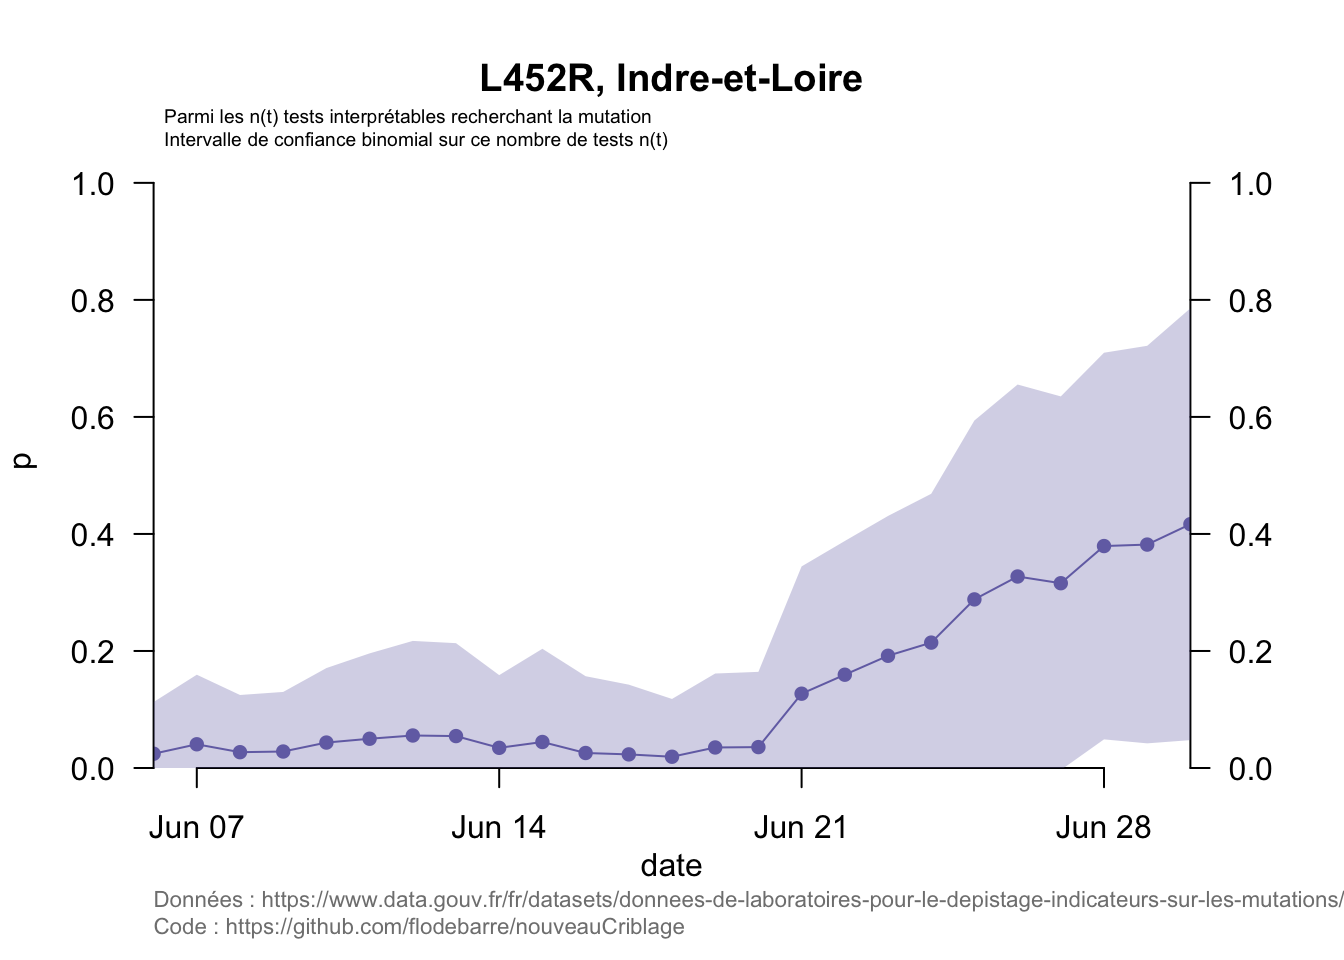 L452R, Indre-et-Loire
Parmi les n(t) tests interprétables recherchant la mutation
Intervalle de confiance binomial sur ce nombre de tests n(t)
1.0
0.8
0.6
0.4
0.2
0.0
p
1.0
0.8
0.6
0.4
0.2
0.0
Jun 07 Jun 14 Jun 21 Jun 28
date
Données : https://www.data.gouv.fr/fr/datasets/donnees-de-laboratoires-pour-le-depistage-indicateurs-sur-les-mutations/
Code : https://github.com/flodebarre/nouveauCriblage